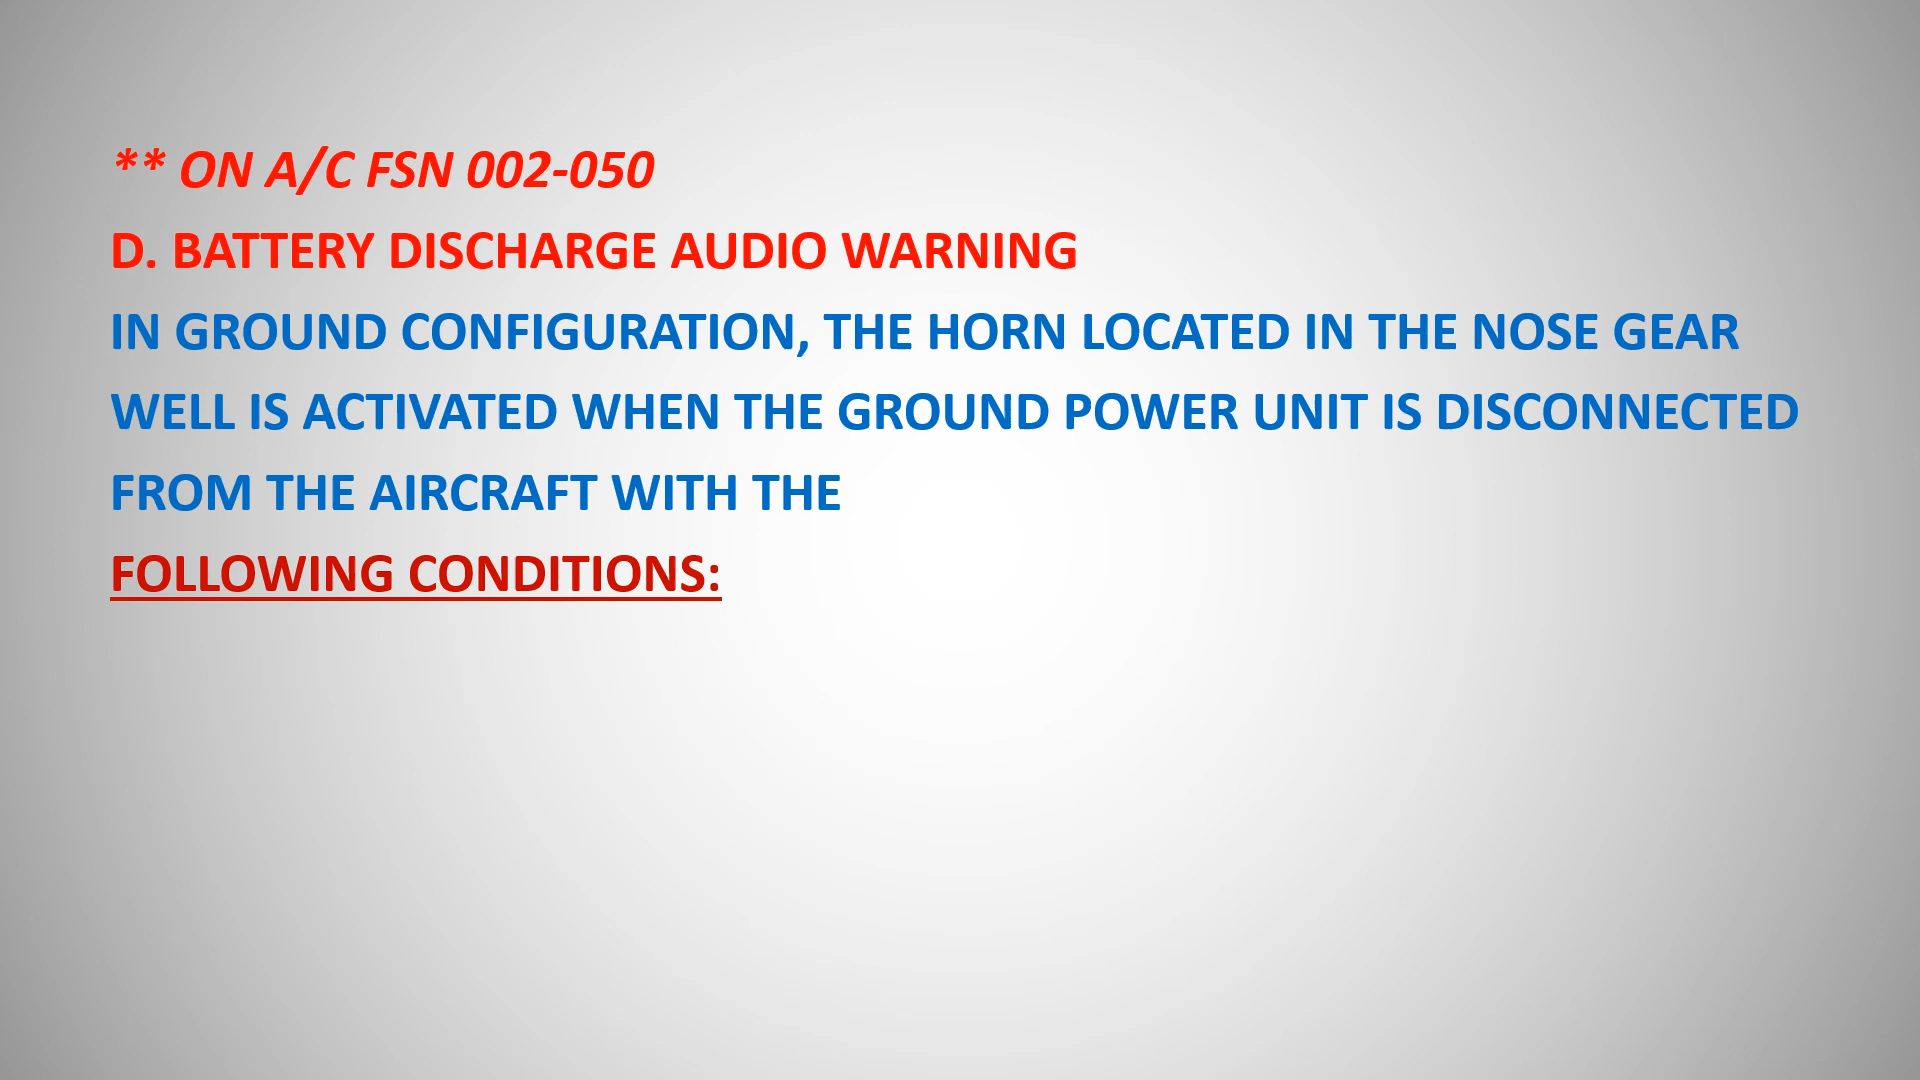 ** ON A/C FSN 002-050
D. BATTERY DISCHARGE AUDIO WARNING
IN GROUND CONFIGURATION, THE HORN LOCATED IN THE NOSE GEAR
WELL IS ACTIVATED WHEN THE GROUND POWER UNIT IS DISCONNECTED
FROM THE AIRCRAFT WITH THE
FOLLOWING CONDITIONS: